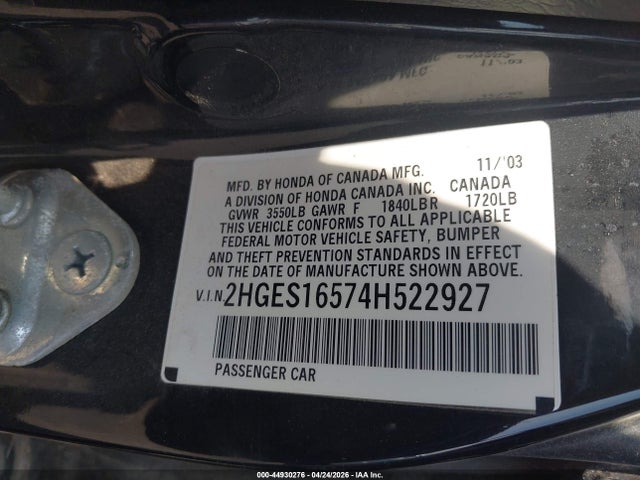 MFD. BY HONDA OF CANADA MFG. 11/'03
A DIVISION OF HONDA CANADA INC. CANADA
GVWR 3550LB GAWR F 1840LB R 1720LB
THIS VEHICLE CONFORMS TO ALL APPLICABLE
FEDERAL MOTOR VEHICLE SAFETY, BUMPER
AND THEFT PREVENTION STANDARDS IN EFFECT
ON THE DATE OF MANUFACTURE SHOWN ABOVE.
V.I.N. 2HGES16574H522927
PASSENGER CAR
000-44930276 - 04/24/2026 - IAA Inc.